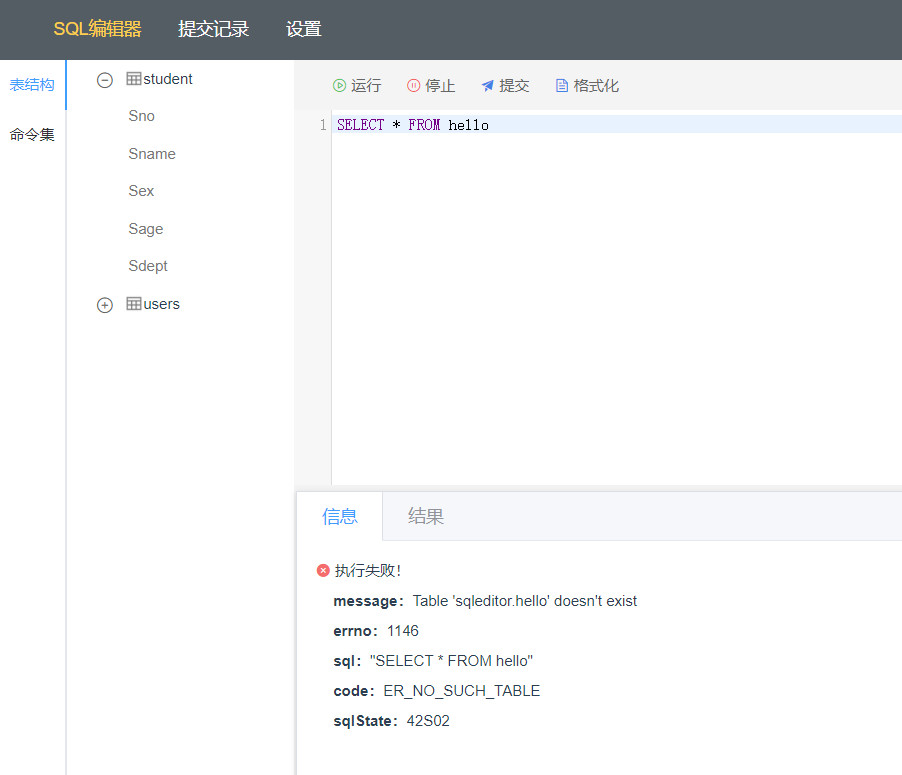 SQL编辑器 提交记录 设置
表结构
命令集
student
Sno
Sname
Sex
Sage
Sdept
users
运行 停止 提交 格式化
1 SELECT * FROM hello
信息 结果
执行失败!
message: Table 'sqleditor.hello' doesn't exist
errno: 1146
sql: "SELECT * FROM hello"
code: ER_NO_SUCH_TABLE
sqlState: 42S02